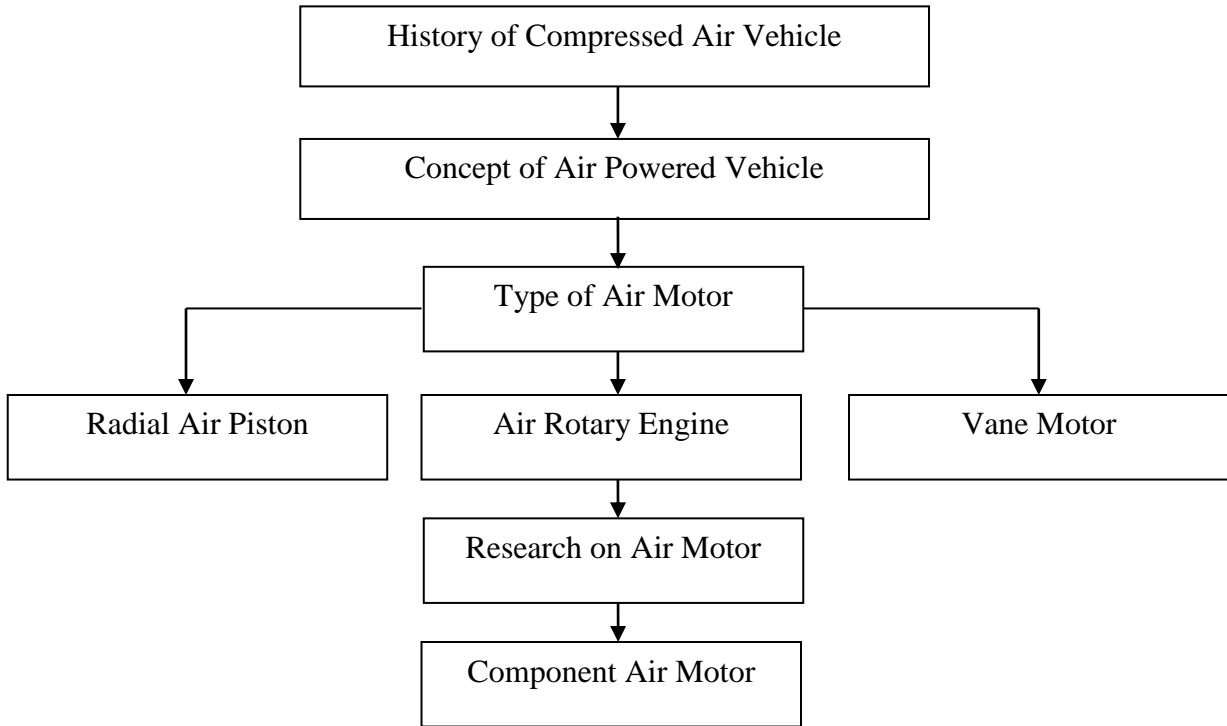 History of Compressed Air Vehicle
Concept of Air Powered Vehicle
Type of Air Motor
Radial Air Piston
Air Rotary Engine
Vane Motor
Research on Air Motor
Component Air Motor